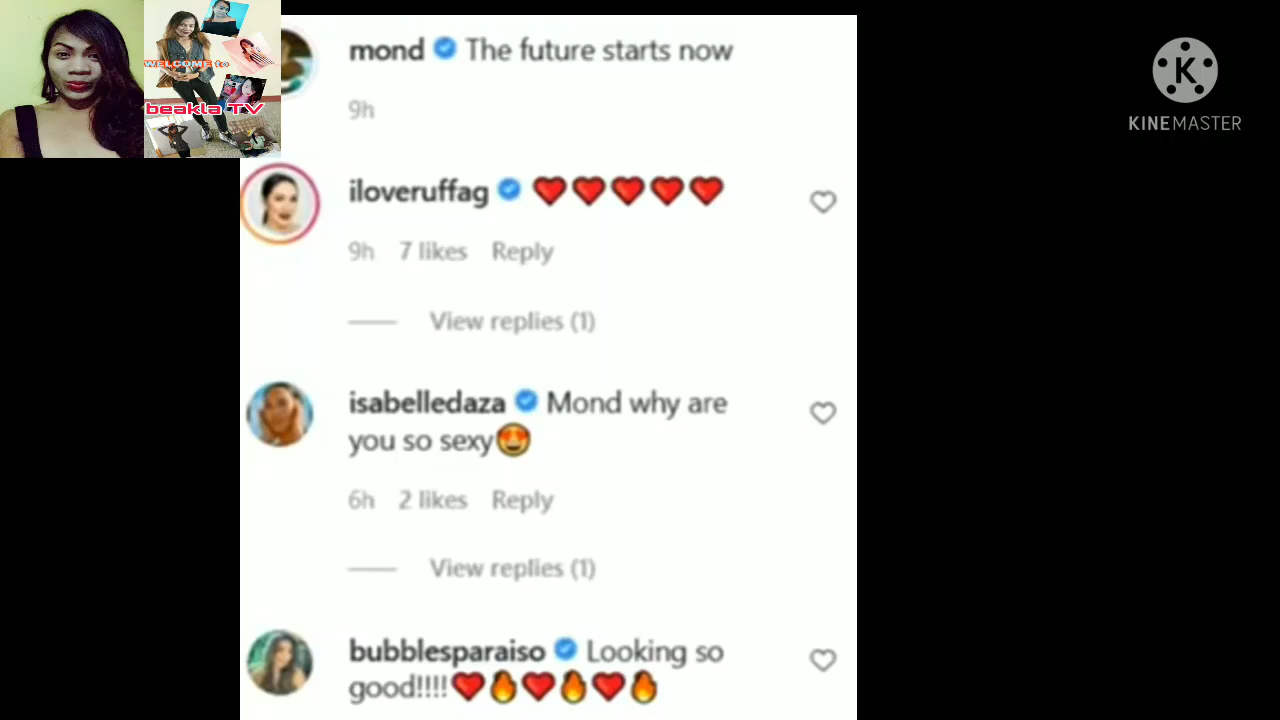 WELCOME to
beakla TV
KINEMASTER
mond The future starts now
9h
iloveruffag ❤️❤️❤️❤️❤️
9h 7 likes Reply
View replies (1)
isabelledaza Mond why are
you so sexy😍
6h 2 likes Reply
View replies (1)
bubblesparaiso Looking so
good!!!!❤️🔥❤️🔥❤️🔥